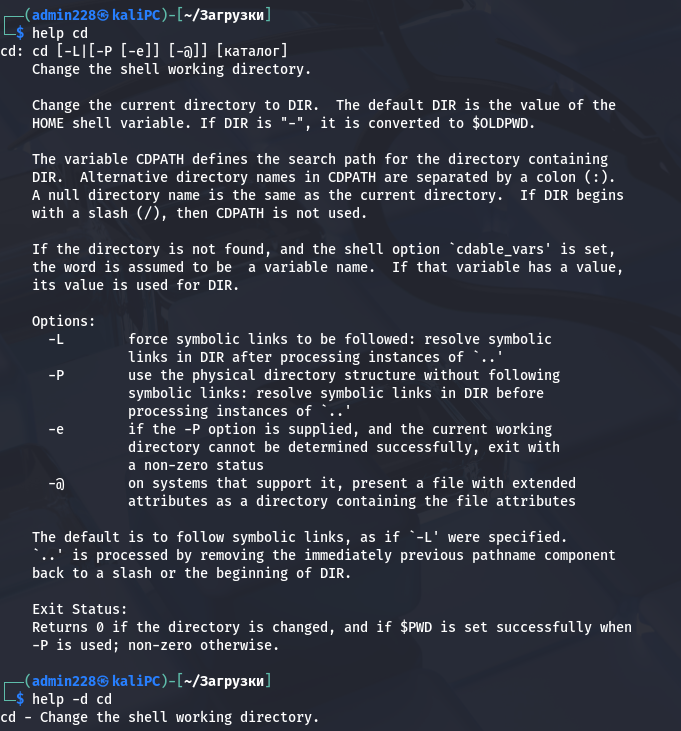 ┌──(admin228㉿kaliPC)-[~/Загрузки]
└─$ help cd
cd: cd [-L|[-P [-e]] [-@]] [каталог]
    Change the shell working directory.

    Change the current directory to DIR.  The default DIR is the value of the
    HOME shell variable. If DIR is "-", it is converted to $OLDPWD.

    The variable CDPATH defines the search path for the directory containing
    DIR.  Alternative directory names in CDPATH are separated by a colon (:).
    A null directory name is the same as the current directory.  If DIR begins
    with a slash (/), then CDPATH is not used.

    If the directory is not found, and the shell option `cdable_vars' is set,
    the word is assumed to be  a variable name.  If that variable has a value,
    its value is used for DIR.

    Options:
      -L        force symbolic links to be followed: resolve symbolic
                links in DIR after processing instances of `..'
      -P        use the physical directory structure without following
                symbolic links: resolve symbolic links in DIR before
                processing instances of `..'
      -e        if the -P option is supplied, and the current working
                directory cannot be determined successfully, exit with
                a non-zero status
      -@        on systems that support it, present a file with extended
                attributes as a directory containing the file attributes

    The default is to follow symbolic links, as if `-L' were specified.
    `..' is processed by removing the immediately previous pathname component
    back to a slash or the beginning of DIR.

    Exit Status:
    Returns 0 if the directory is changed, and if $PWD is set successfully when
    -P is used; non-zero otherwise.

┌──(admin228㉿kaliPC)-[~/Загрузки]
└─$ help -d cd
cd - Change the shell working directory.